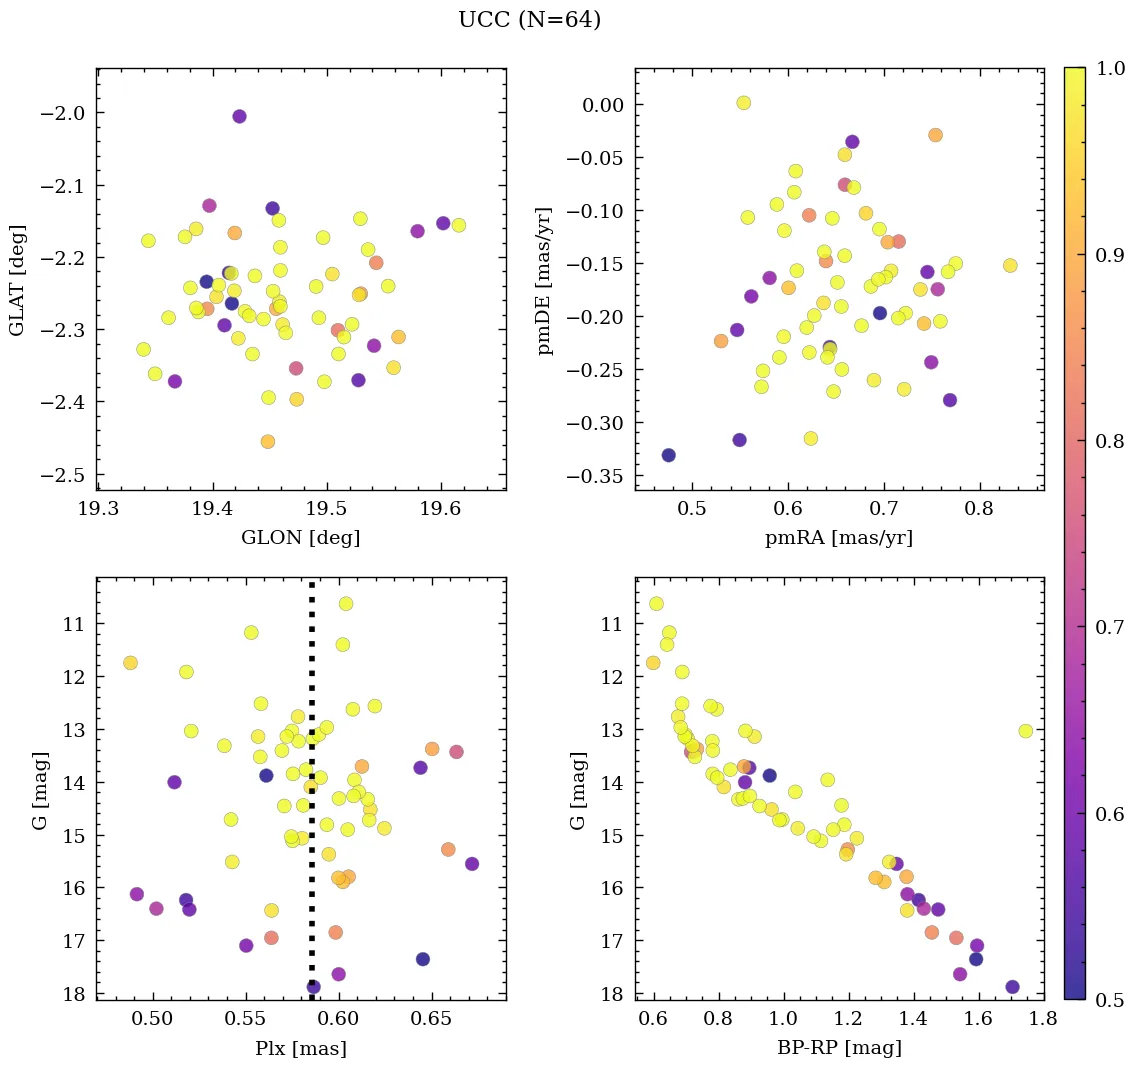 UCC (N=64)
−2.0
−2.1
−2.2
−2.3
−2.4
−2.5
GLAT [deg]
19.3 19.4 19.5 19.6
GLON [deg]
0.00
−0.05
−0.10
−0.15
−0.20
−0.25
−0.30
−0.35
pmDE [mas/yr]
0.5 0.6 0.7 0.8
pmRA [mas/yr]
11
12
13
14
15
16
17
18
G [mag]
0.50 0.55 0.60 0.65
Plx [mas]
11
12
13
14
15
16
17
18
G [mag]
0.6 0.8 1.0 1.2 1.4 1.6 1.8
BP-RP [mag]
1.0
0.9
0.8
0.7
0.6
0.5